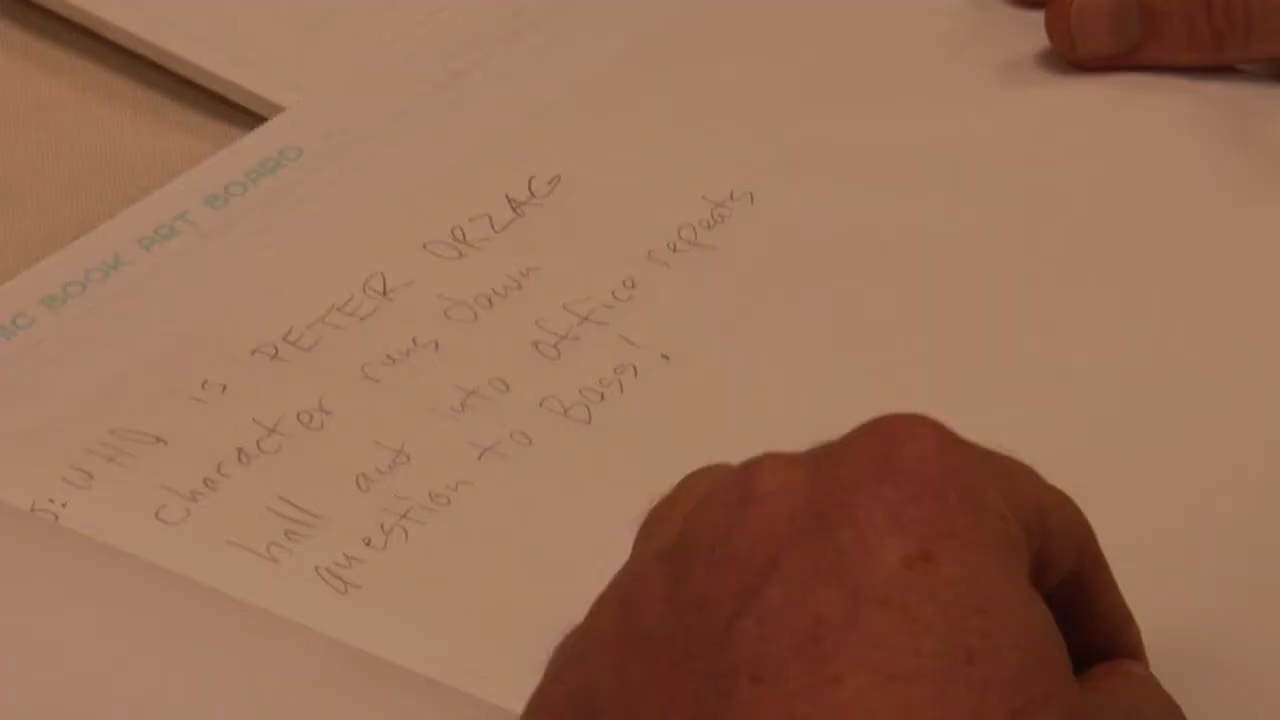 IC BOOK ART BOARD
J: WHO is PETER ORZAG
character runs down
hall and into office repeats
question to Boss!